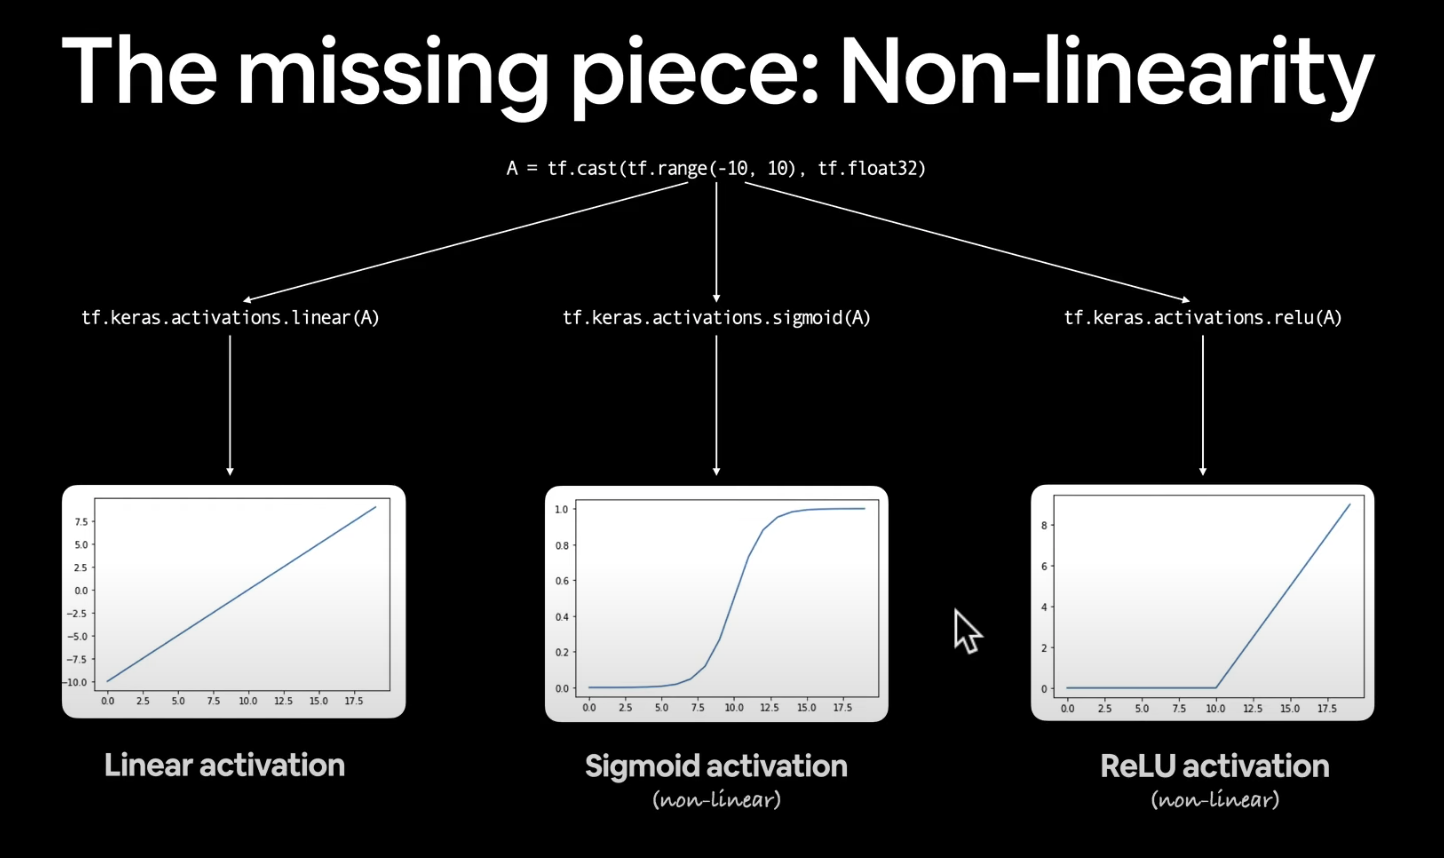 The missing piece: Non-linearity
A = tf.cast(tf.range(-10, 10), tf.float32)
tf.keras.activations.linear(A)
tf.keras.activations.sigmoid(A)
tf.keras.activations.relu(A)
7.5
5.0
2.5
0.0
−2.5
−5.0
−7.5
−10.0
0.0 2.5 5.0 7.5 10.0 12.5 15.0 17.5
1.0
0.8
0.6
0.4
0.2
0.0
0.0 2.5 5.0 7.5 10.0 12.5 15.0 17.5
8
6
4
2
0
0.0 2.5 5.0 7.5 10.0 12.5 15.0 17.5
Linear activation
Sigmoid activation
(non-linear)
ReLU activation
(non-linear)